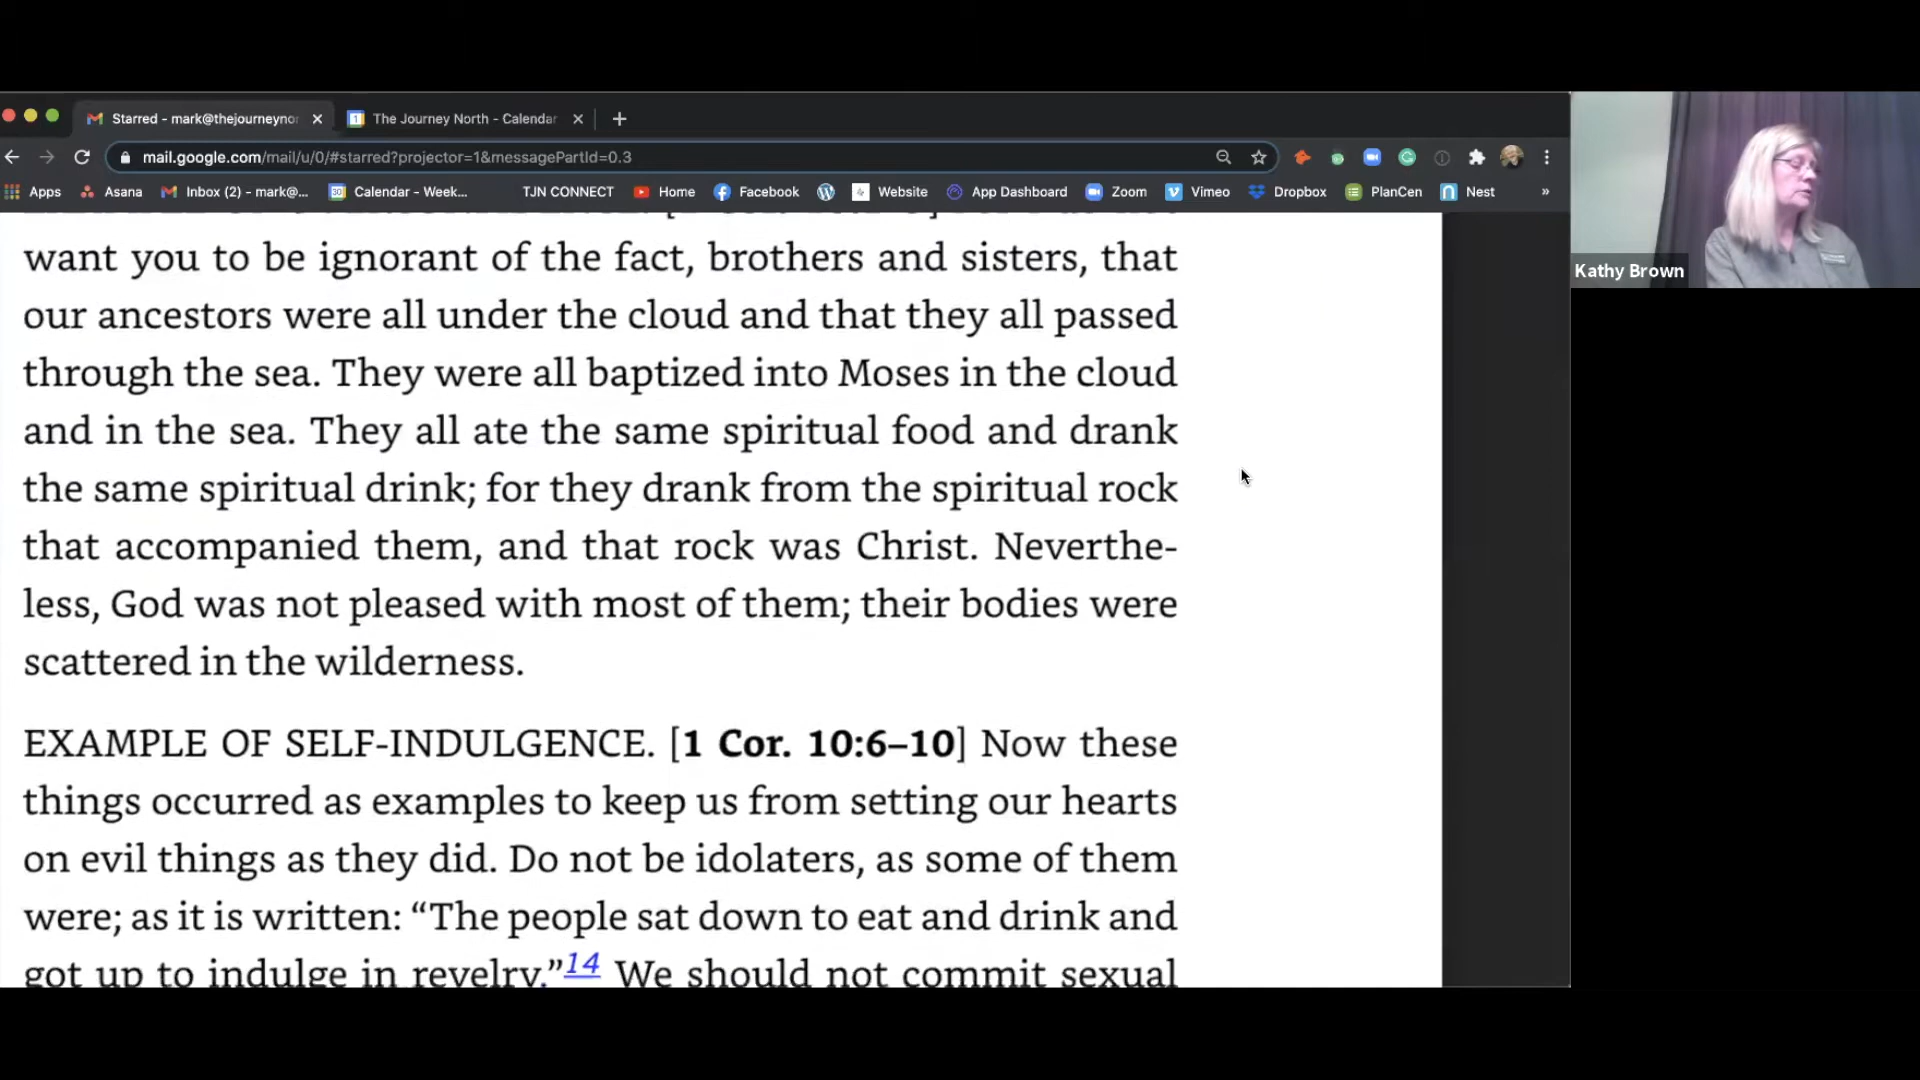 Starred - mark@thejourneynor
The Journey North - Calendar
mail.google.com/mail/u/0/#starred?projector=1&messagePartId=0.3
Apps Asana Inbox (2) - mark@... Calendar - Week... TJN CONNECT Home Facebook Website App Dashboard Zoom Vimeo Dropbox PlanCen Nest »
want you to be ignorant of the fact, brothers and sisters, that
our ancestors were all under the cloud and that they all passed
through the sea. They were all baptized into Moses in the cloud
and in the sea. They all ate the same spiritual food and drank
the same spiritual drink; for they drank from the spiritual rock
that accompanied them, and that rock was Christ. Neverthe-
less, God was not pleased with most of them; their bodies were
scattered in the wilderness.
EXAMPLE OF SELF-INDULGENCE. [1 Cor. 10:6–10] Now these
things occurred as examples to keep us from setting our hearts
on evil things as they did. Do not be idolaters, as some of them
were; as it is written: “The people sat down to eat and drink and
got up to indulge in revelry.”14 We should not commit sexual
Kathy Brown